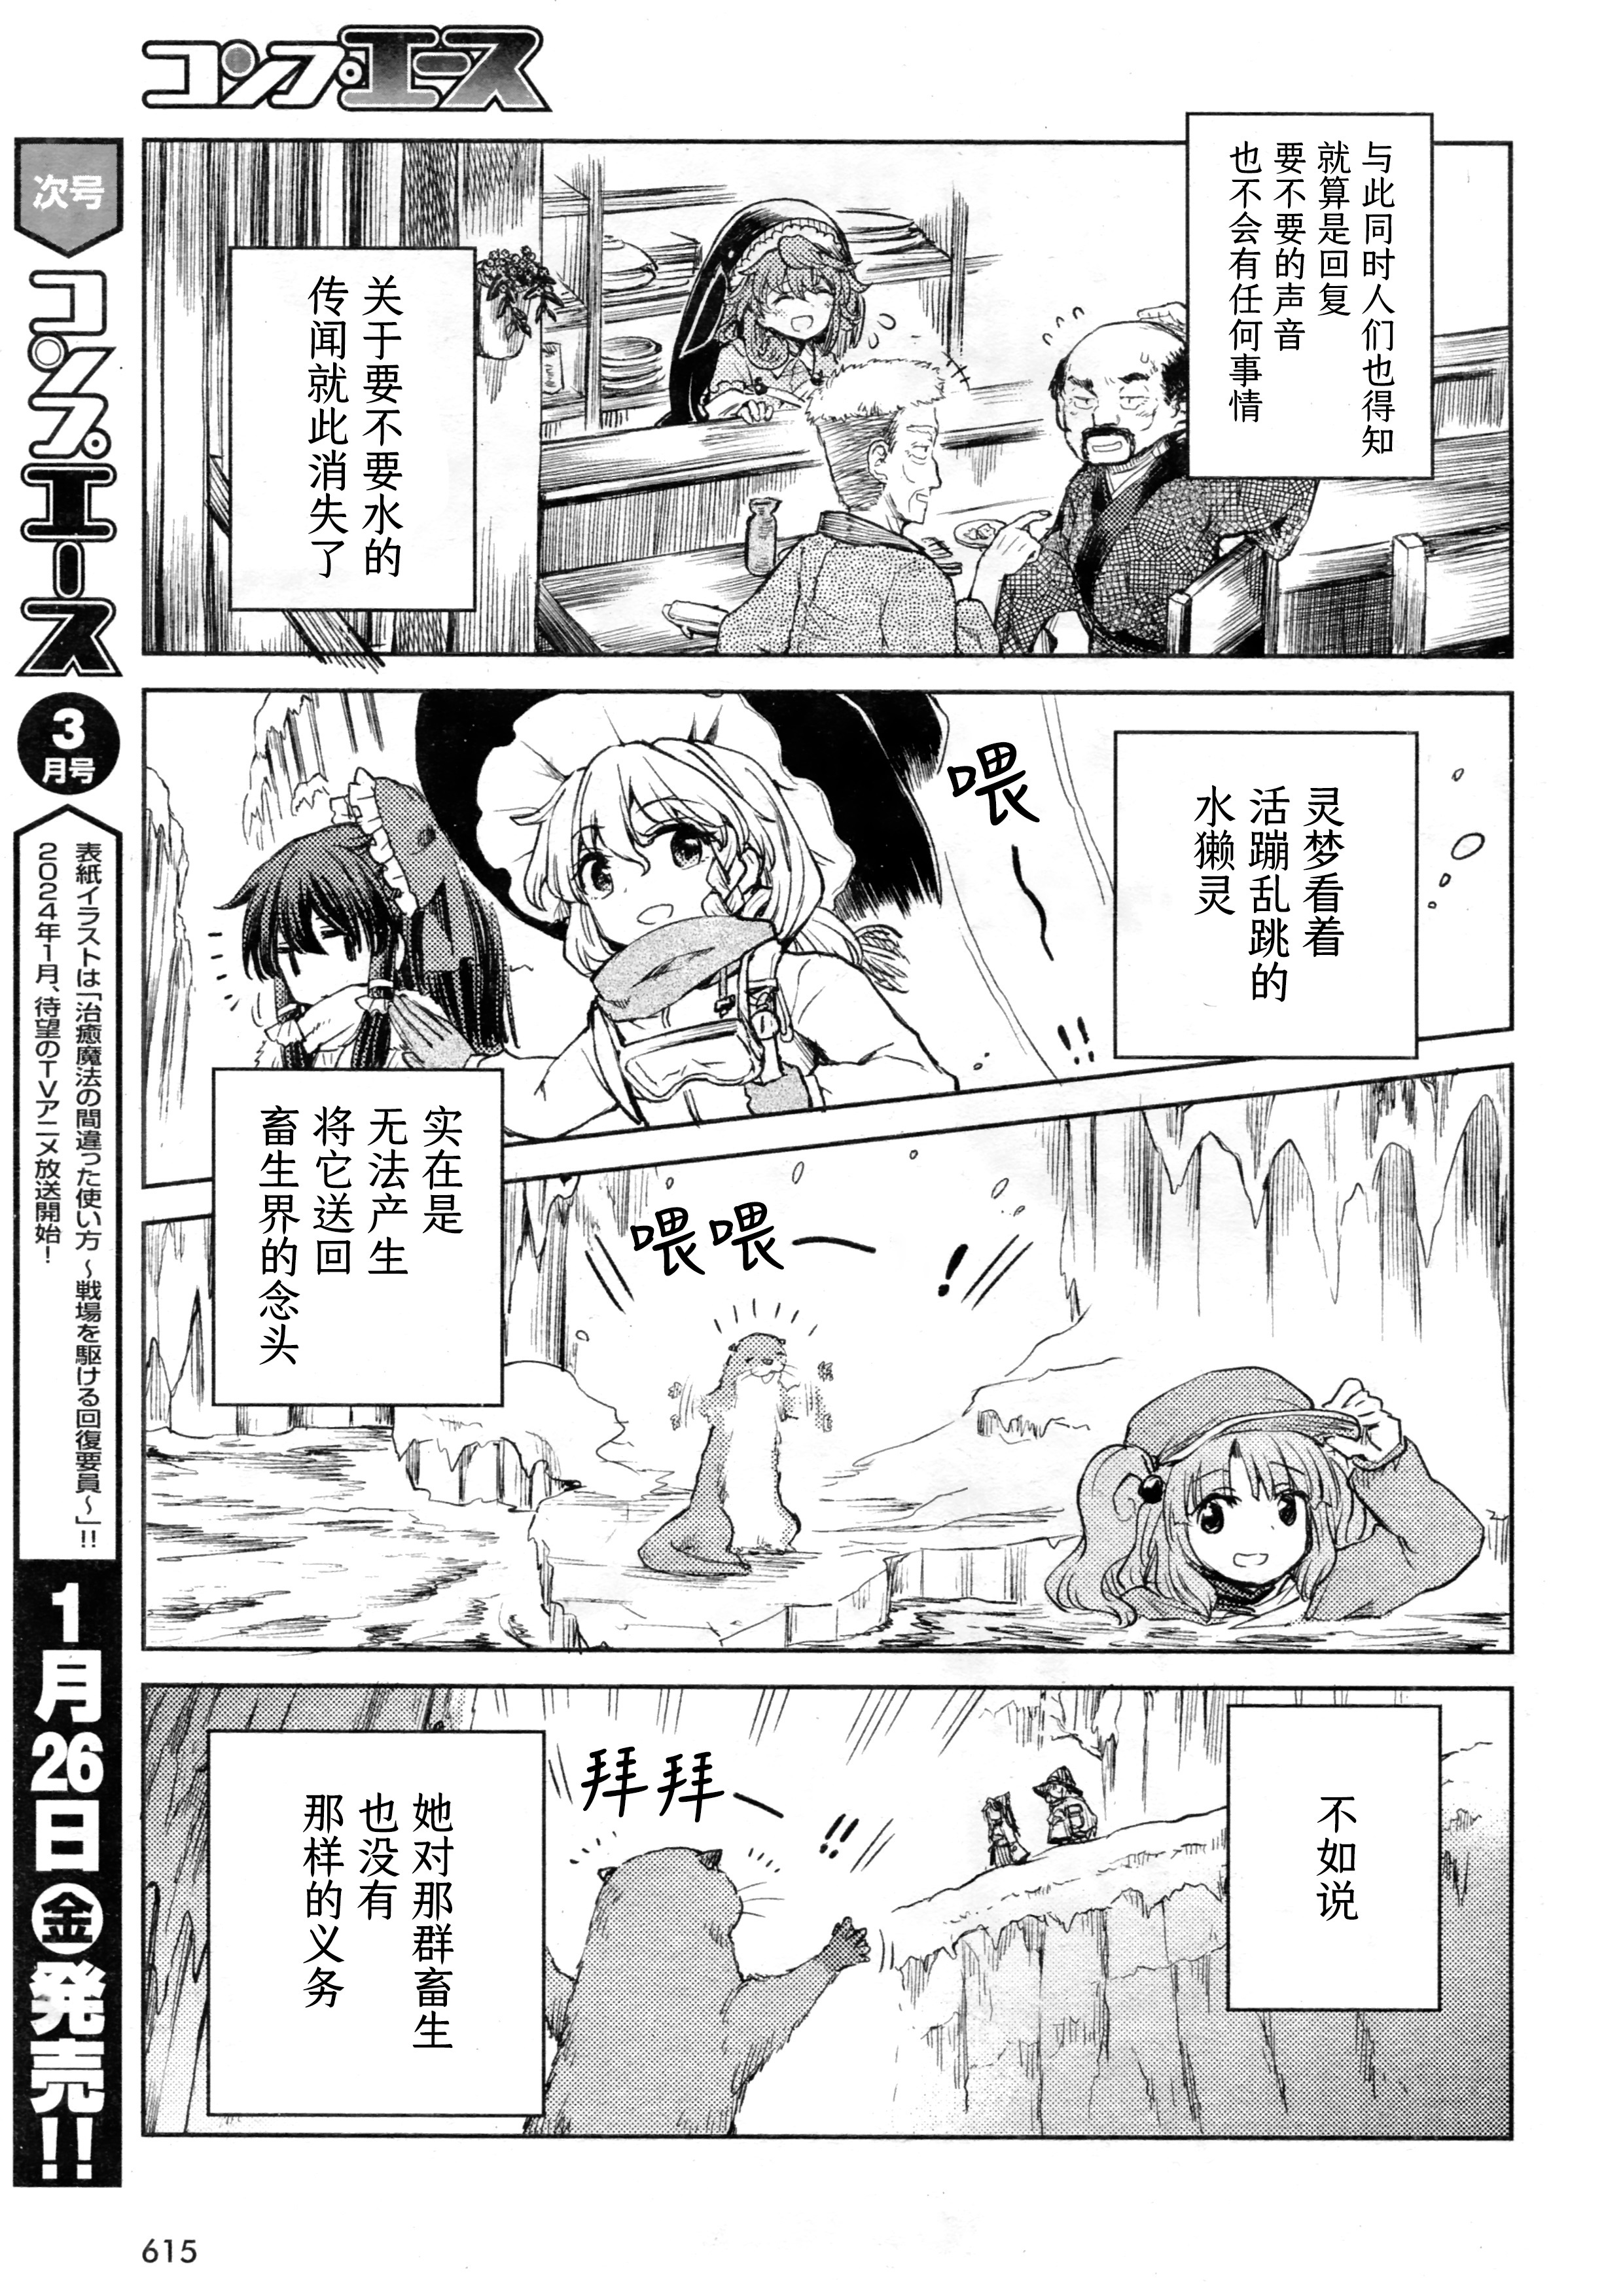 コンプエース
与此同时人们也得知
就算是回复
要不要的声音
也不会有任何事情
关于要不要水的
传闻就此消失了
灵梦看着
活蹦乱跳的
水獭灵
喂~!!
实在是
无法产生
将它送回
畜生界的念头
喂喂——!
不如说
拜拜—!!
她对那群畜生
也没有
那样的义务
次号
コンプエース
3
月号
表紙イラストは「治癒魔法の間違った使い方 ～戦場を駆ける回復要員～」!!
2024年1月、待望のTVアニメ放送開始!
1月26日金発売!!
615